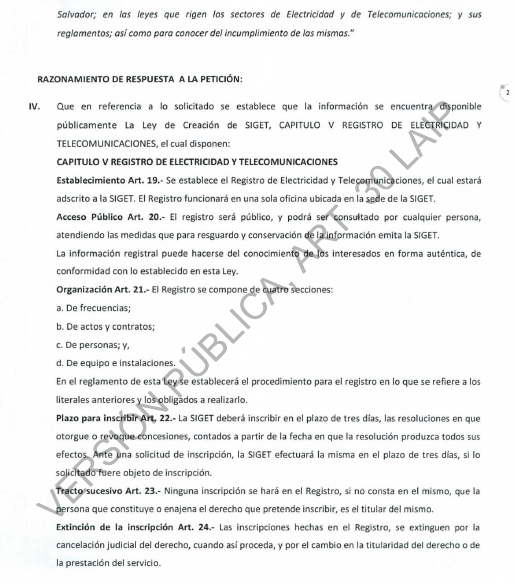 Salvador; en las leyes que rigen los sectores de Electricidad y de Telecomunicaciones; y sus
reglamentos; así como para conocer del incumplimiento de las mismas."
RAZONAMIENTO DE RESPUESTA A LA PETICIÓN:
2
IV. Que en referencia a lo solicitado se establece que la información se encuentra disponible
públicamente La Ley de Creación de SIGET, CAPITULO V REGISTRO DE ELECTRICIDAD Y
TELECOMUNICACIONES, el cual disponen:
CAPITULO V REGISTRO DE ELECTRICIDAD Y TELECOMUNICACIONES
Establecimiento Art. 19.- Se establece el Registro de Electricidad y Telecomunicaciones, el cual estará
adscrito a la SIGET. El Registro funcionará en una sola oficina ubicada en la sede de la SIGET.
Acceso Público Art. 20.- El registro será público, y podrá ser consultado por cualquier persona,
atendiendo las medidas que para resguardo y conservación de la información emita la SIGET.
La información registral puede hacerse del conocimiento de los interesados en forma auténtica, de
conformidad con lo establecido en esta Ley.
Organización Art. 21.- El Registro se compone de cuatro secciones:
a. De frecuencias;
b. De actos y contratos;
c. De personas; y,
d. De equipo e instalaciones.
En el reglamento de esta Ley se establecerá el procedimiento para el registro en lo que se refiere a los
literales anteriores y los obligados a realizarlo.
Plazo para inscribir Art. 22.- La SIGET deberá inscribir en el plazo de tres días, las resoluciones en que
otorgue o revoque concesiones, contados a partir de la fecha en que la resolución produzca todos sus
efectos. Ante una solicitud de inscripción, la SIGET efectuará la misma en el plazo de tres días, si lo
solicitado fuere objeto de inscripción.
Tracto sucesivo Art. 23.- Ninguna inscripción se hará en el Registro, si no consta en el mismo, que la
persona que constituye o enajena el derecho que pretende inscribir, es el titular del mismo.
Extinción de la inscripción Art. 24.- Las inscripciones hechas en el Registro, se extinguen por la
cancelación judicial del derecho, cuando así proceda, y por el cambio en la titularidad del derecho o de
la prestación del servicio.
VERSIÓN PÚBLICA, ART. 30 LAIP